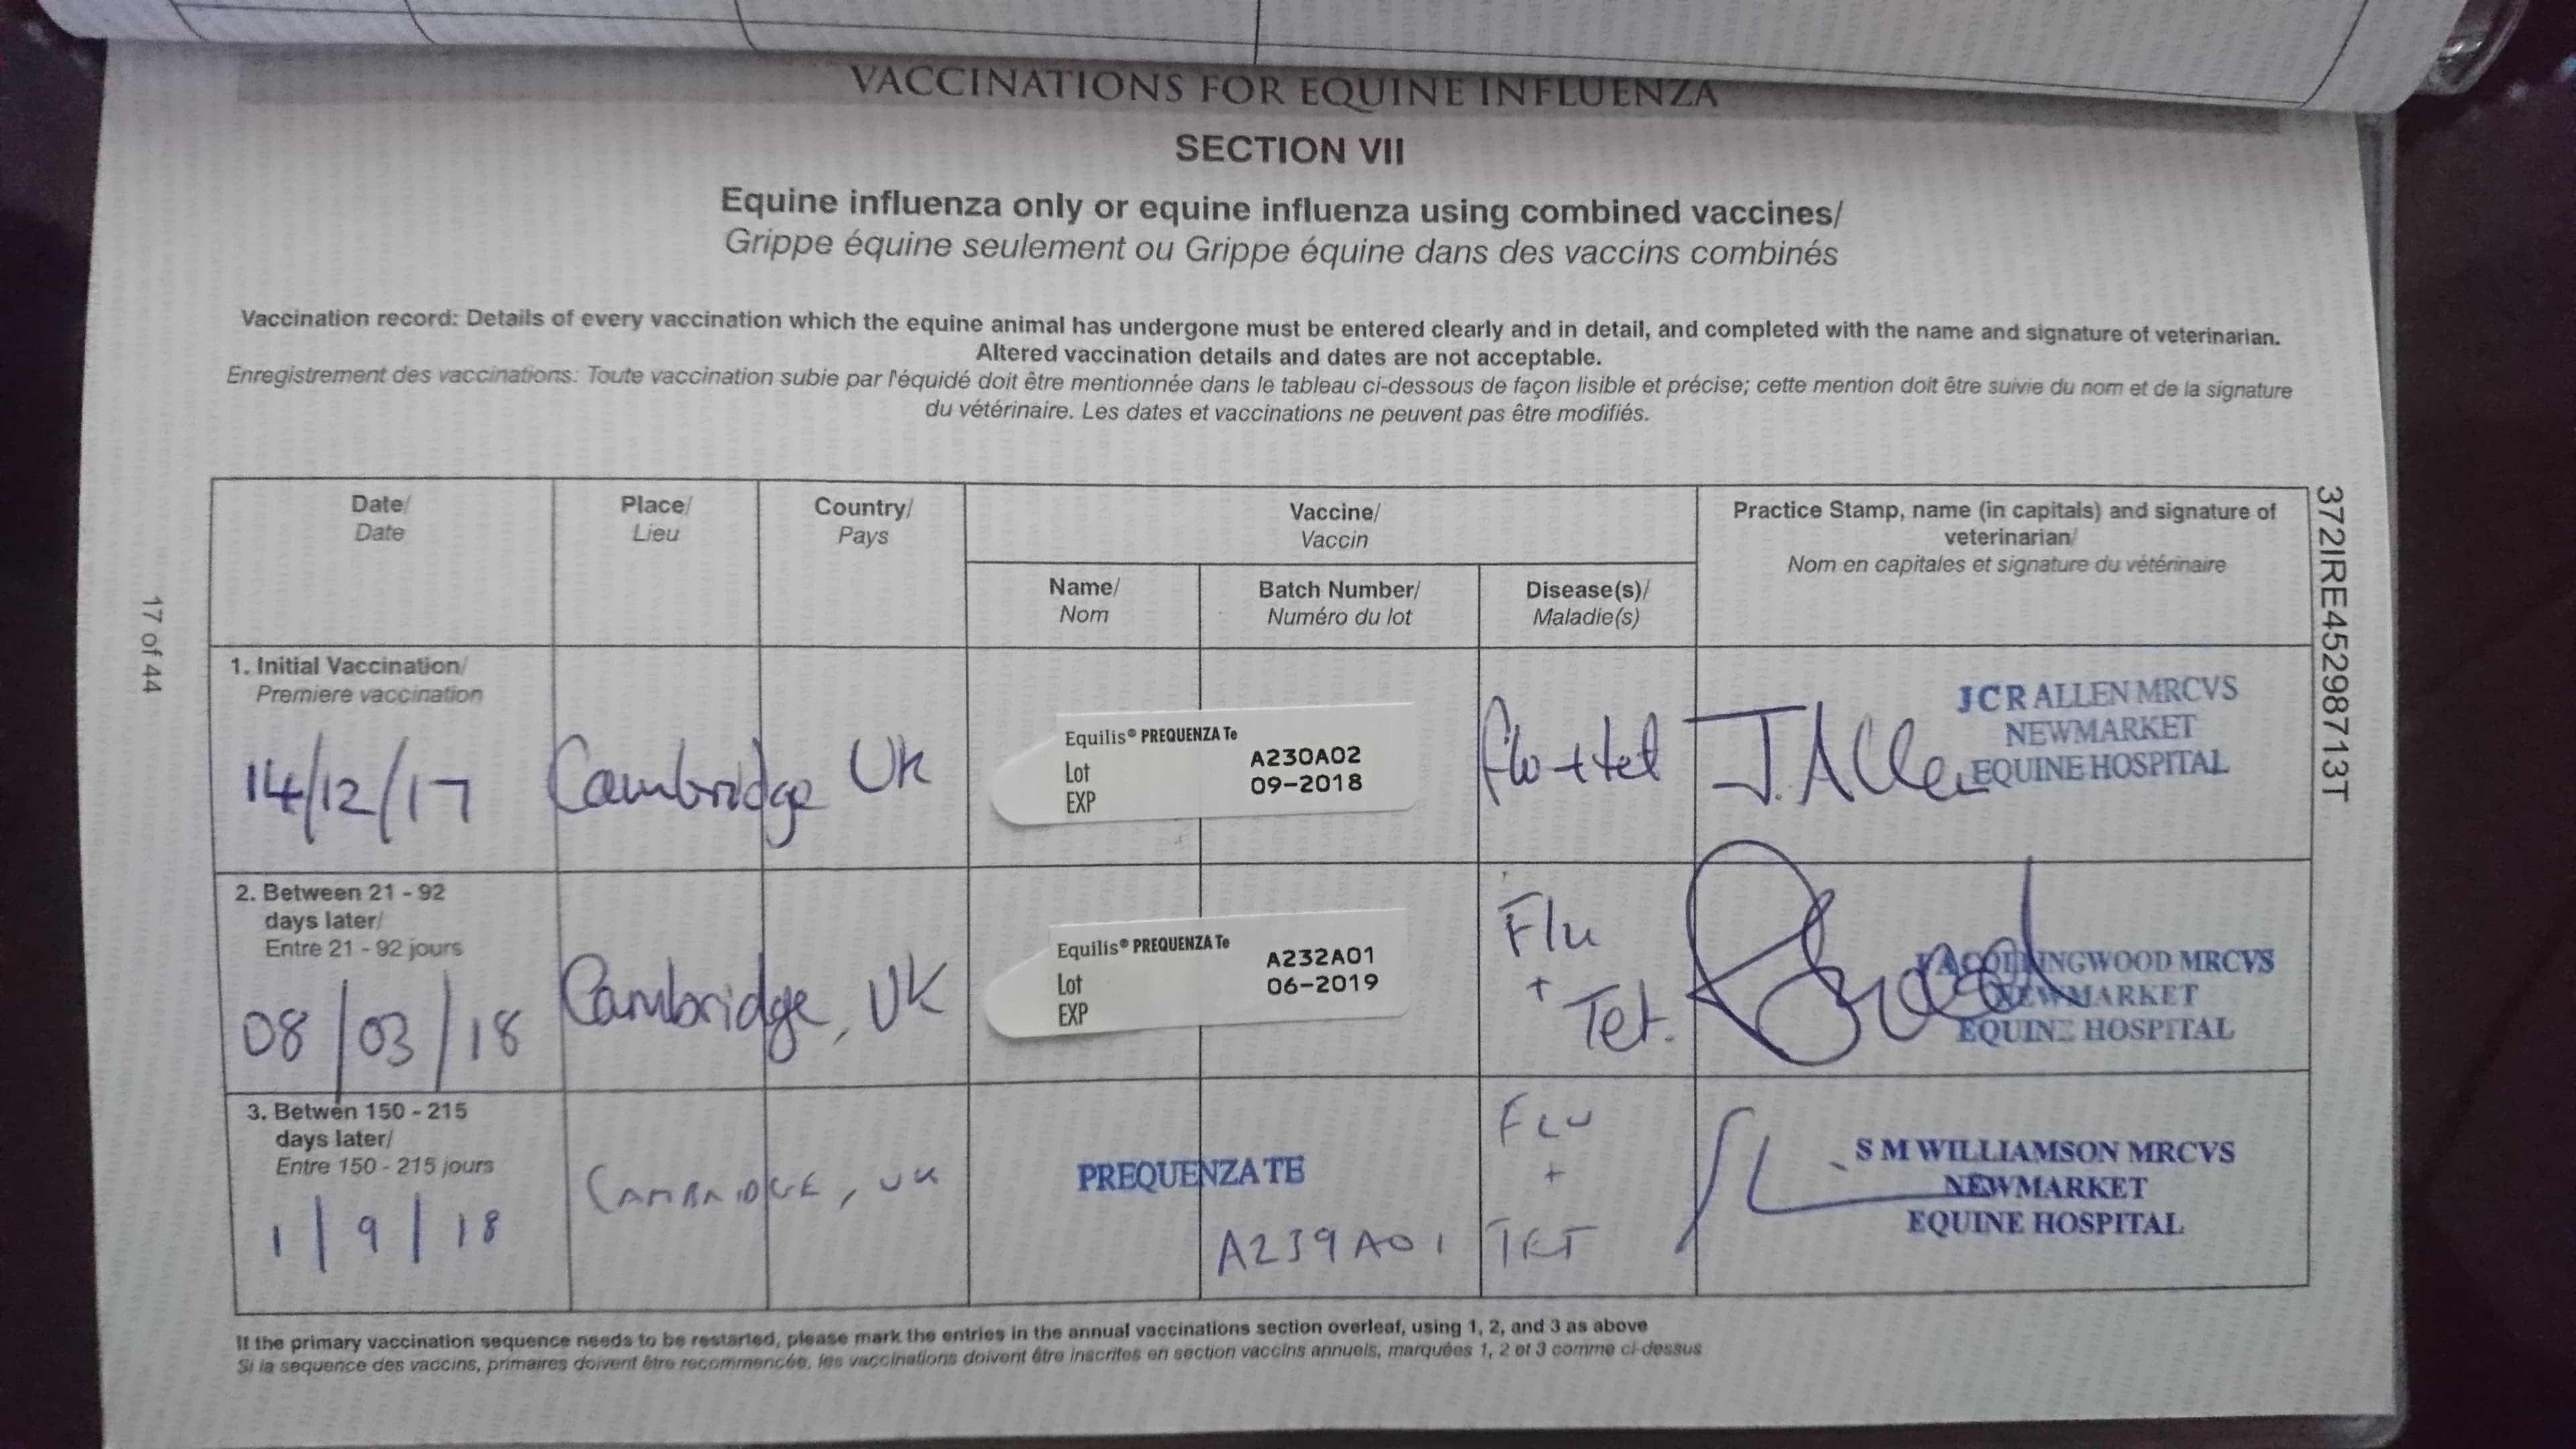 VACCINATIONS FOR EQUINE INFLUENZA
SECTION VII
Equine influenza only or equine influenza using combined vaccines/
Grippe équine seulement ou Grippe équine dans des vaccins combinés
Vaccination record: Details of every vaccination which the equine animal has undergone must be entered clearly and in detail, and completed with the name and signature of veterinarian.
Altered vaccination details and dates are not acceptable.
Enregistrement des vaccinations: Toute vaccination subie par l'équidé doit être mentionnée dans le tableau ci-dessous de façon lisible et précise; cette mention doit être suivie du nom et de la signature
du vétérinaire. Les dates et vaccinations ne peuvent pas être modifiés.
Date/
Date
Place/
Lieu
Country/
Pays
Vaccine/
Vaccin
Name/
Nom
Batch Number/
Numéro du lot
Disease(s)/
Maladie(s)
Practice Stamp, name (in capitals) and signature of
veterinarian/
Nom en capitales et signature du vétérinaire
1. Initial Vaccination/
Premiere vaccination
14/12/17
Cambridge
UK
Equilis® PREQUENZA Te
Lot A230A02
EXP 09-2018
flu+tet
J.Allen
JCR ALLEN MRCVS
NEWMARKET
EQUINE HOSPITAL
2. Between 21 - 92
days later/
Entre 21 - 92 jours
08/03/18
Cambridge, UK
Equilis® PREQUENZA Te
Lot A232A01
EXP 06-2019
Flu
+
Tet.
COLLINGWOOD MRCVS
NEWMARKET
EQUINE HOSPITAL
3. Betwen 150 - 215
days later/
Entre 150 - 215 jours
1/9/18
CAMBRIDGE, UK
PREQUENZA TE
A239A01
FLU
+
TET
S M WILLIAMSON MRCVS
NEWMARKET
EQUINE HOSPITAL
If the primary vaccination sequence needs to be restarted, please mark the entries in the annual vaccinations section overleaf, using 1, 2, and 3 as above
Si la sequence des vaccins, primaires doivent être recommencée, les vaccinations doivent être inscrites en section vaccins annuels, marquées 1, 2 et 3 comme ci-dessus
17 of 44
372IRE45298713T